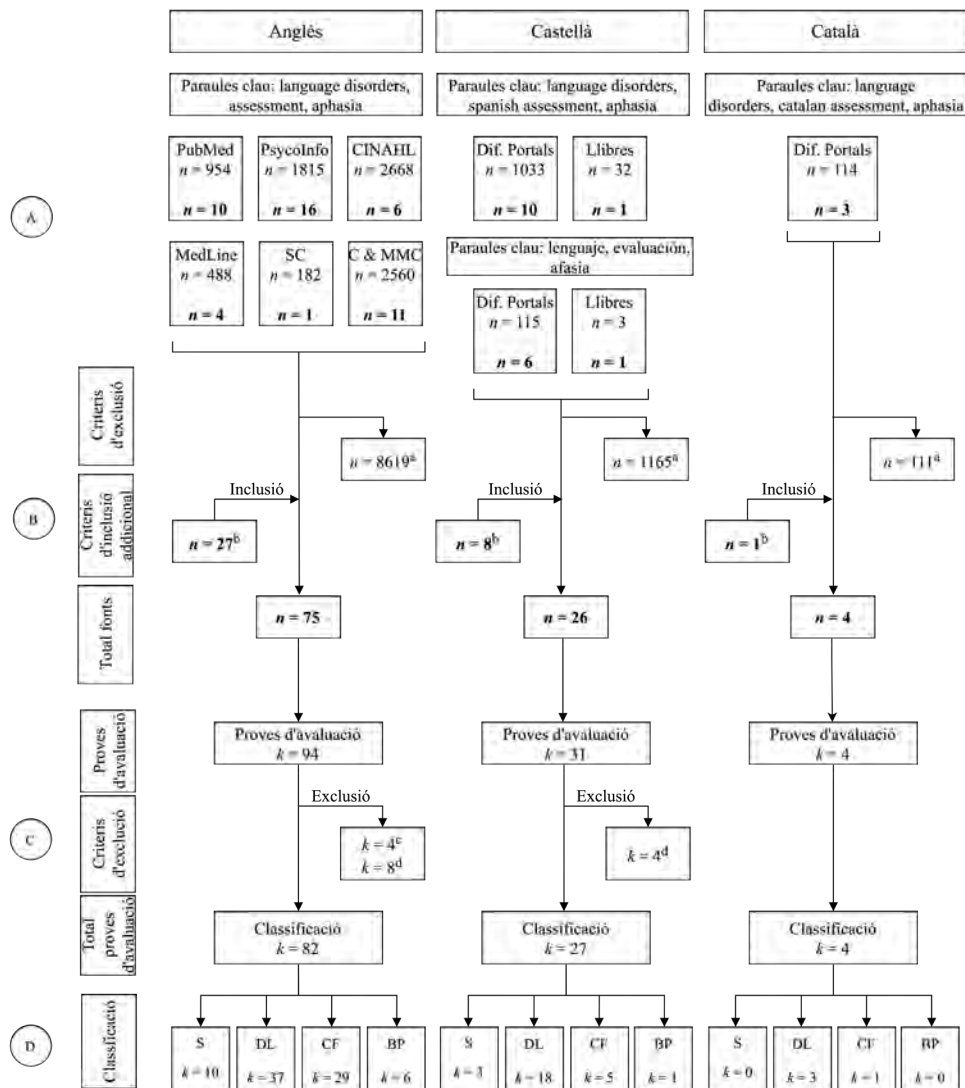 Anglès
Castellà
Català
Paraules clau: language disorders,
assessment, aphasia
Paraules clau: language disorders,
spanish assessment, aphasia
Paraules clau: language
disorders, catalan assessment, aphasia
PubMed
n = 954
n = 10
PsycoInfo
n = 1815
n = 16
CINAHL
n = 2668
n = 6
Dif. Portals
n = 1033
n = 10
Llibres
n = 32
n = 1
Dif. Portals
n = 114
n = 3
A
MedLine
n = 488
n = 4
SC
n = 182
n = 1
C & MMC
n = 2560
n = 11
Paraules clau: lenguaje, evaluación,
afasia
Dif. Portals
n = 115
n = 6
Llibres
n = 3
n = 1
Criteris
d'exclusió
n = 8619a
n = 1165a
n = 111a
B
Criteris
d'inclusió
addicional
Inclusió
n = 27b
Inclusió
n = 8b
Inclusió
n = 1b
Total fonts
n = 75
n = 26
n = 4
Proves
d'avaluació
Proves d'avaluació
k = 94
Proves d'avaluació
k = 31
Proves d'avaluació
k = 4
C
Criteris
d'exclució
Exclusió
k = 4c
k = 8d
Exclusió
k = 4d
Total
proves
d'avaluació
Classificació
k = 82
Classificació
k = 27
Classificació
k = 4
D
Classificació
S
k = 10
DL
k = 37
CF
k = 29
BP
k = 6
S
k = 3
DL
k = 18
CF
k = 5
BP
k = 1
S
k = 0
DL
k = 3
CF
k = 1
BP
k = 0